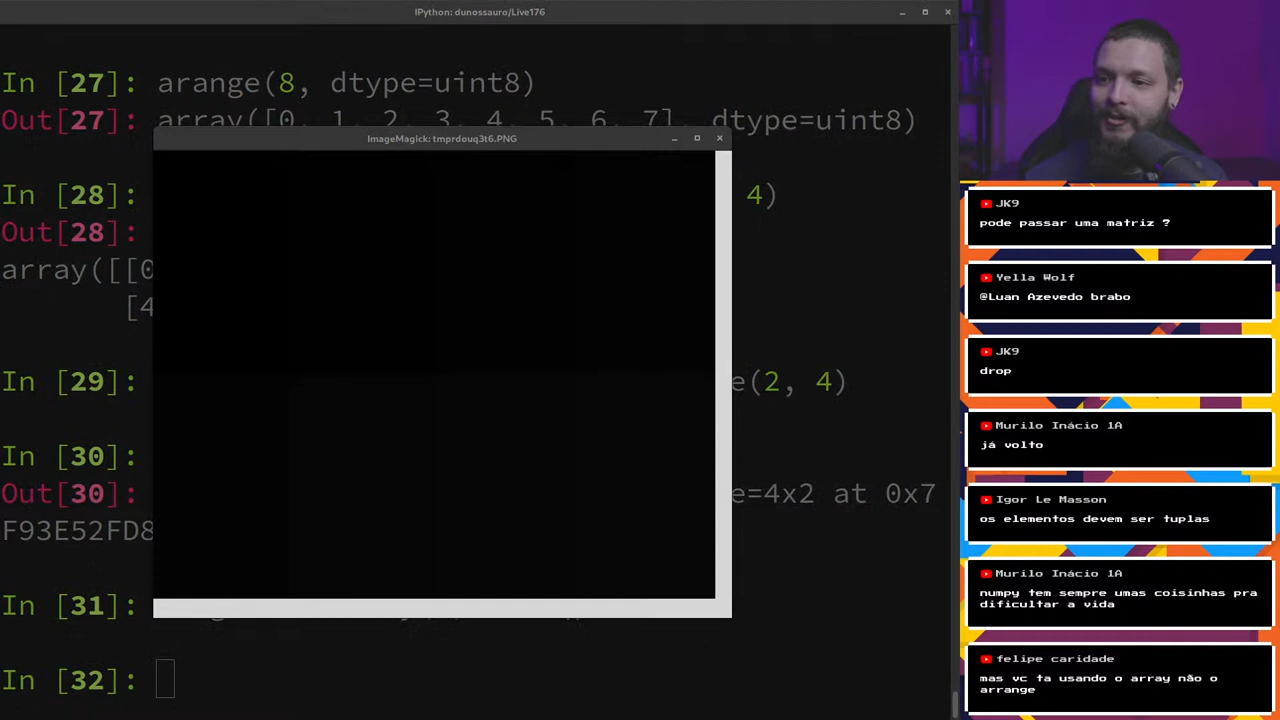 IPython: dunossauro/Live176
In [27]: arange(8, dtype=uint8)
Out[27]: array([0, 1, 2, 3, 4, 5, 6, 7], dtype=uint8)
ImageMagick: tmprdouq3t6.PNG
In [28]: 4)
Out[28]:
array([[0
[4
In [29]: e(2, 4)
In [30]:
Out[30]: e=4x2 at 0x7
F93E52FD8
In [31]:
In [32]:
JK9
pode passar uma matriz ?
Yella Wolf
@Luan Azevedo brabo
JK9
drop
Murilo Inácio 1A
já volto
Igor Le Masson
os elementos devem ser tuplas
Murilo Inácio 1A
numpy tem sempre umas coisinhas pra
dificultar a vida
felipe caridade
mas vc ta usando o array não o
arrange